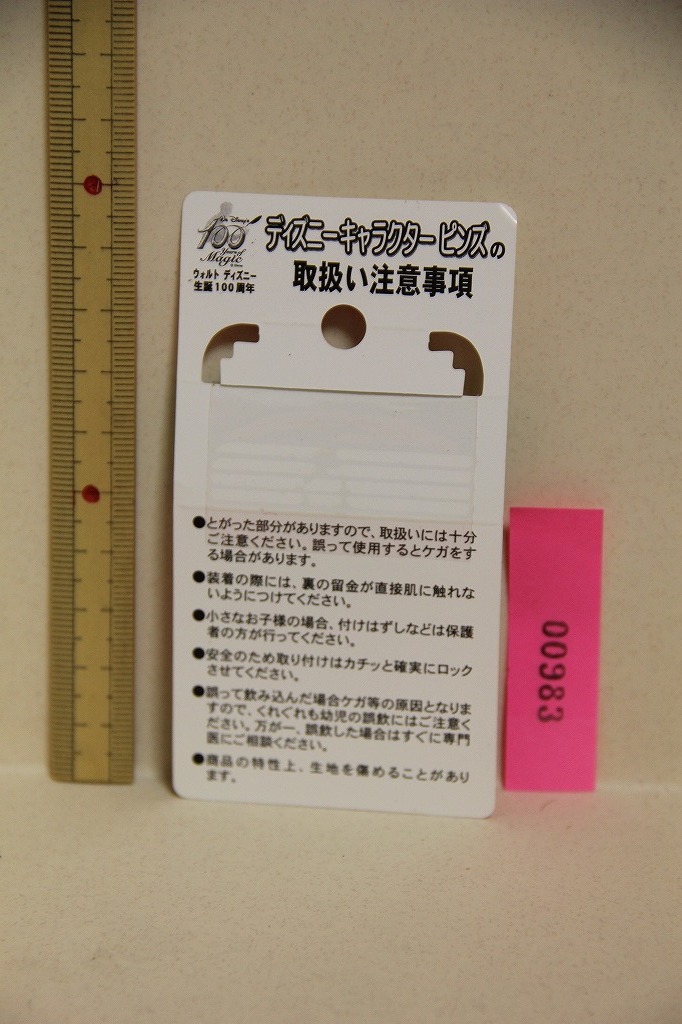 Walt Disney's
100
Years of
Magic
ウォルト ディズニー
生誕100周年
ディズニーキャラクター ピンズの
取扱い注意事項
●とがった部分がありますので、取扱いには十分
ご注意ください。誤って使用するとケガをす
る場合があります。
●装着の際には、裏の留金が直接肌に触れな
いようにつけてください。
●小さなお子様の場合、付けはずしなどは保護
者の方が行ってください。
●安全のため取り付けはカチッと確実にロック
させてください。
●誤って飲み込んだ場合ケガ等の原因となりま
すので、くれぐれも幼児の誤飲にはご注意く
ださい。万が一、誤飲した場合はすぐに専門
医にご相談ください。
●商品の特性上、生地を傷めることがあり
ます。
00983